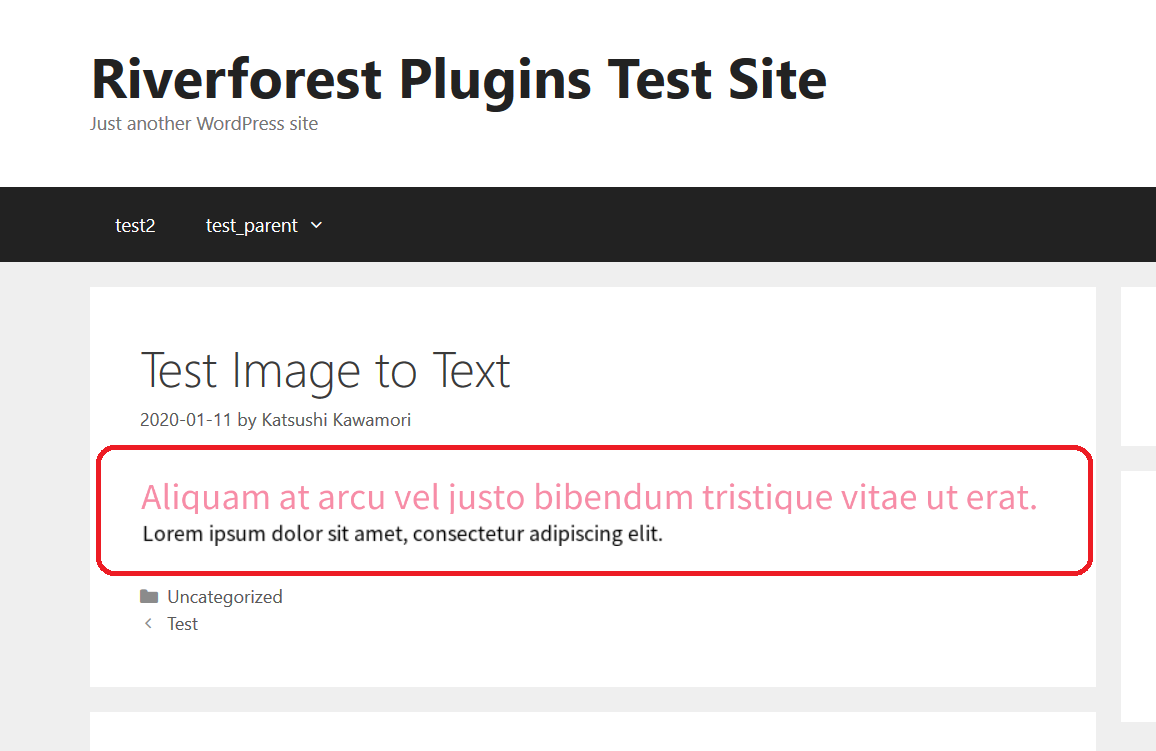 Riverforest Plugins Test Site
Just another WordPress site
test2 test_parent
Test Image to Text
2020-01-11 by Katsushi Kawamori
Aliquam at arcu vel justo bibendum tristique vitae ut erat.
Lorem ipsum dolor sit amet, consectetur adipiscing elit.
Uncategorized
Test